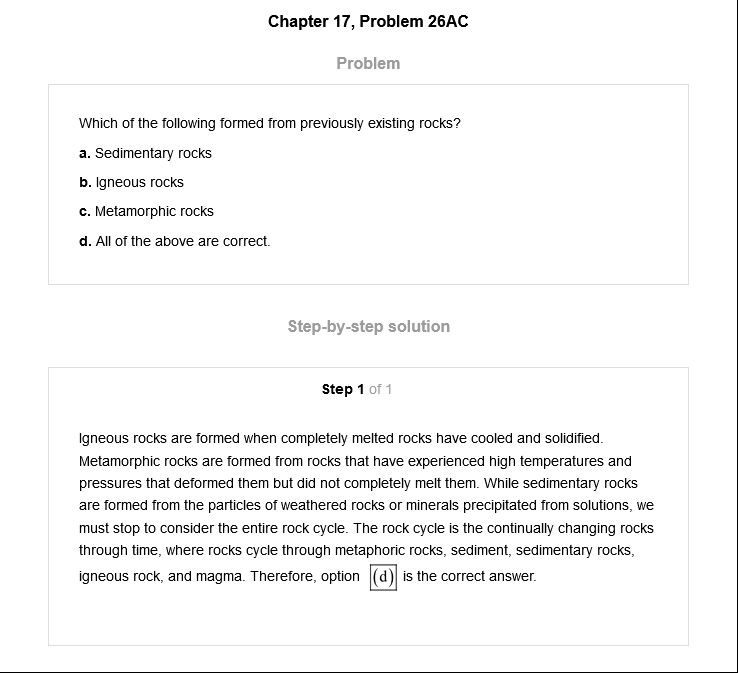 Chapter 17, Problem 26AC
Problem
Which of the following formed from previously existing rocks?
a. Sedimentary rocks
b. Igneous rocks
c. Metamorphic rocks
d. All of the above are correct.
Step-by-step solution
Step 1 of 1
Igneous rocks are formed when completely melted rocks have cooled and solidified.
Metamorphic rocks are formed from rocks that have experienced high temperatures and
pressures that deformed them but did not completely melt them. While sedimentary rocks
are formed from the particles of weathered rocks or minerals precipitated from solutions, we
must stop to consider the entire rock cycle. The rock cycle is the continually changing rocks
through time, where rocks cycle through metaphoric rocks, sediment, sedimentary rocks,
igneous rock, and magma. Therefore, option (d) is the correct answer.